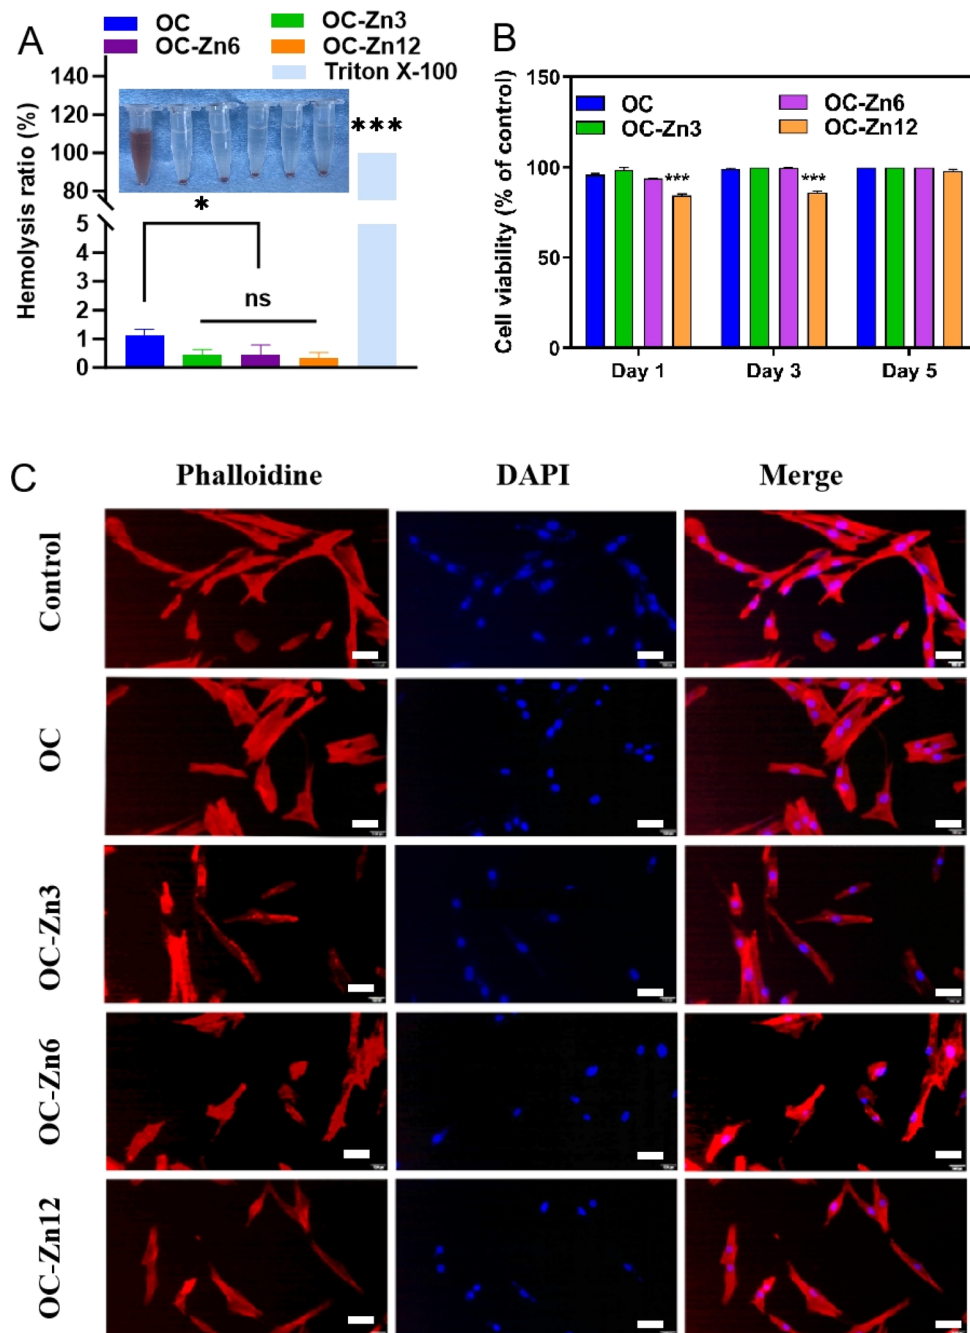 A
OC
OC-Zn3
OC-Zn6
OC-Zn12
Triton X-100
Hemolysis ratio (%)
140
120
100
80
5
4
3
2
1
0
*
ns
***
B
Cell viability (% of control)
150
100
50
0
OC
OC-Zn6
OC-Zn3
OC-Zn12
***
***
Day 1
Day 3
Day 5
C
Phalloidine
DAPI
Merge
Control
OC
OC-Zn3
OC-Zn6
OC-Zn12